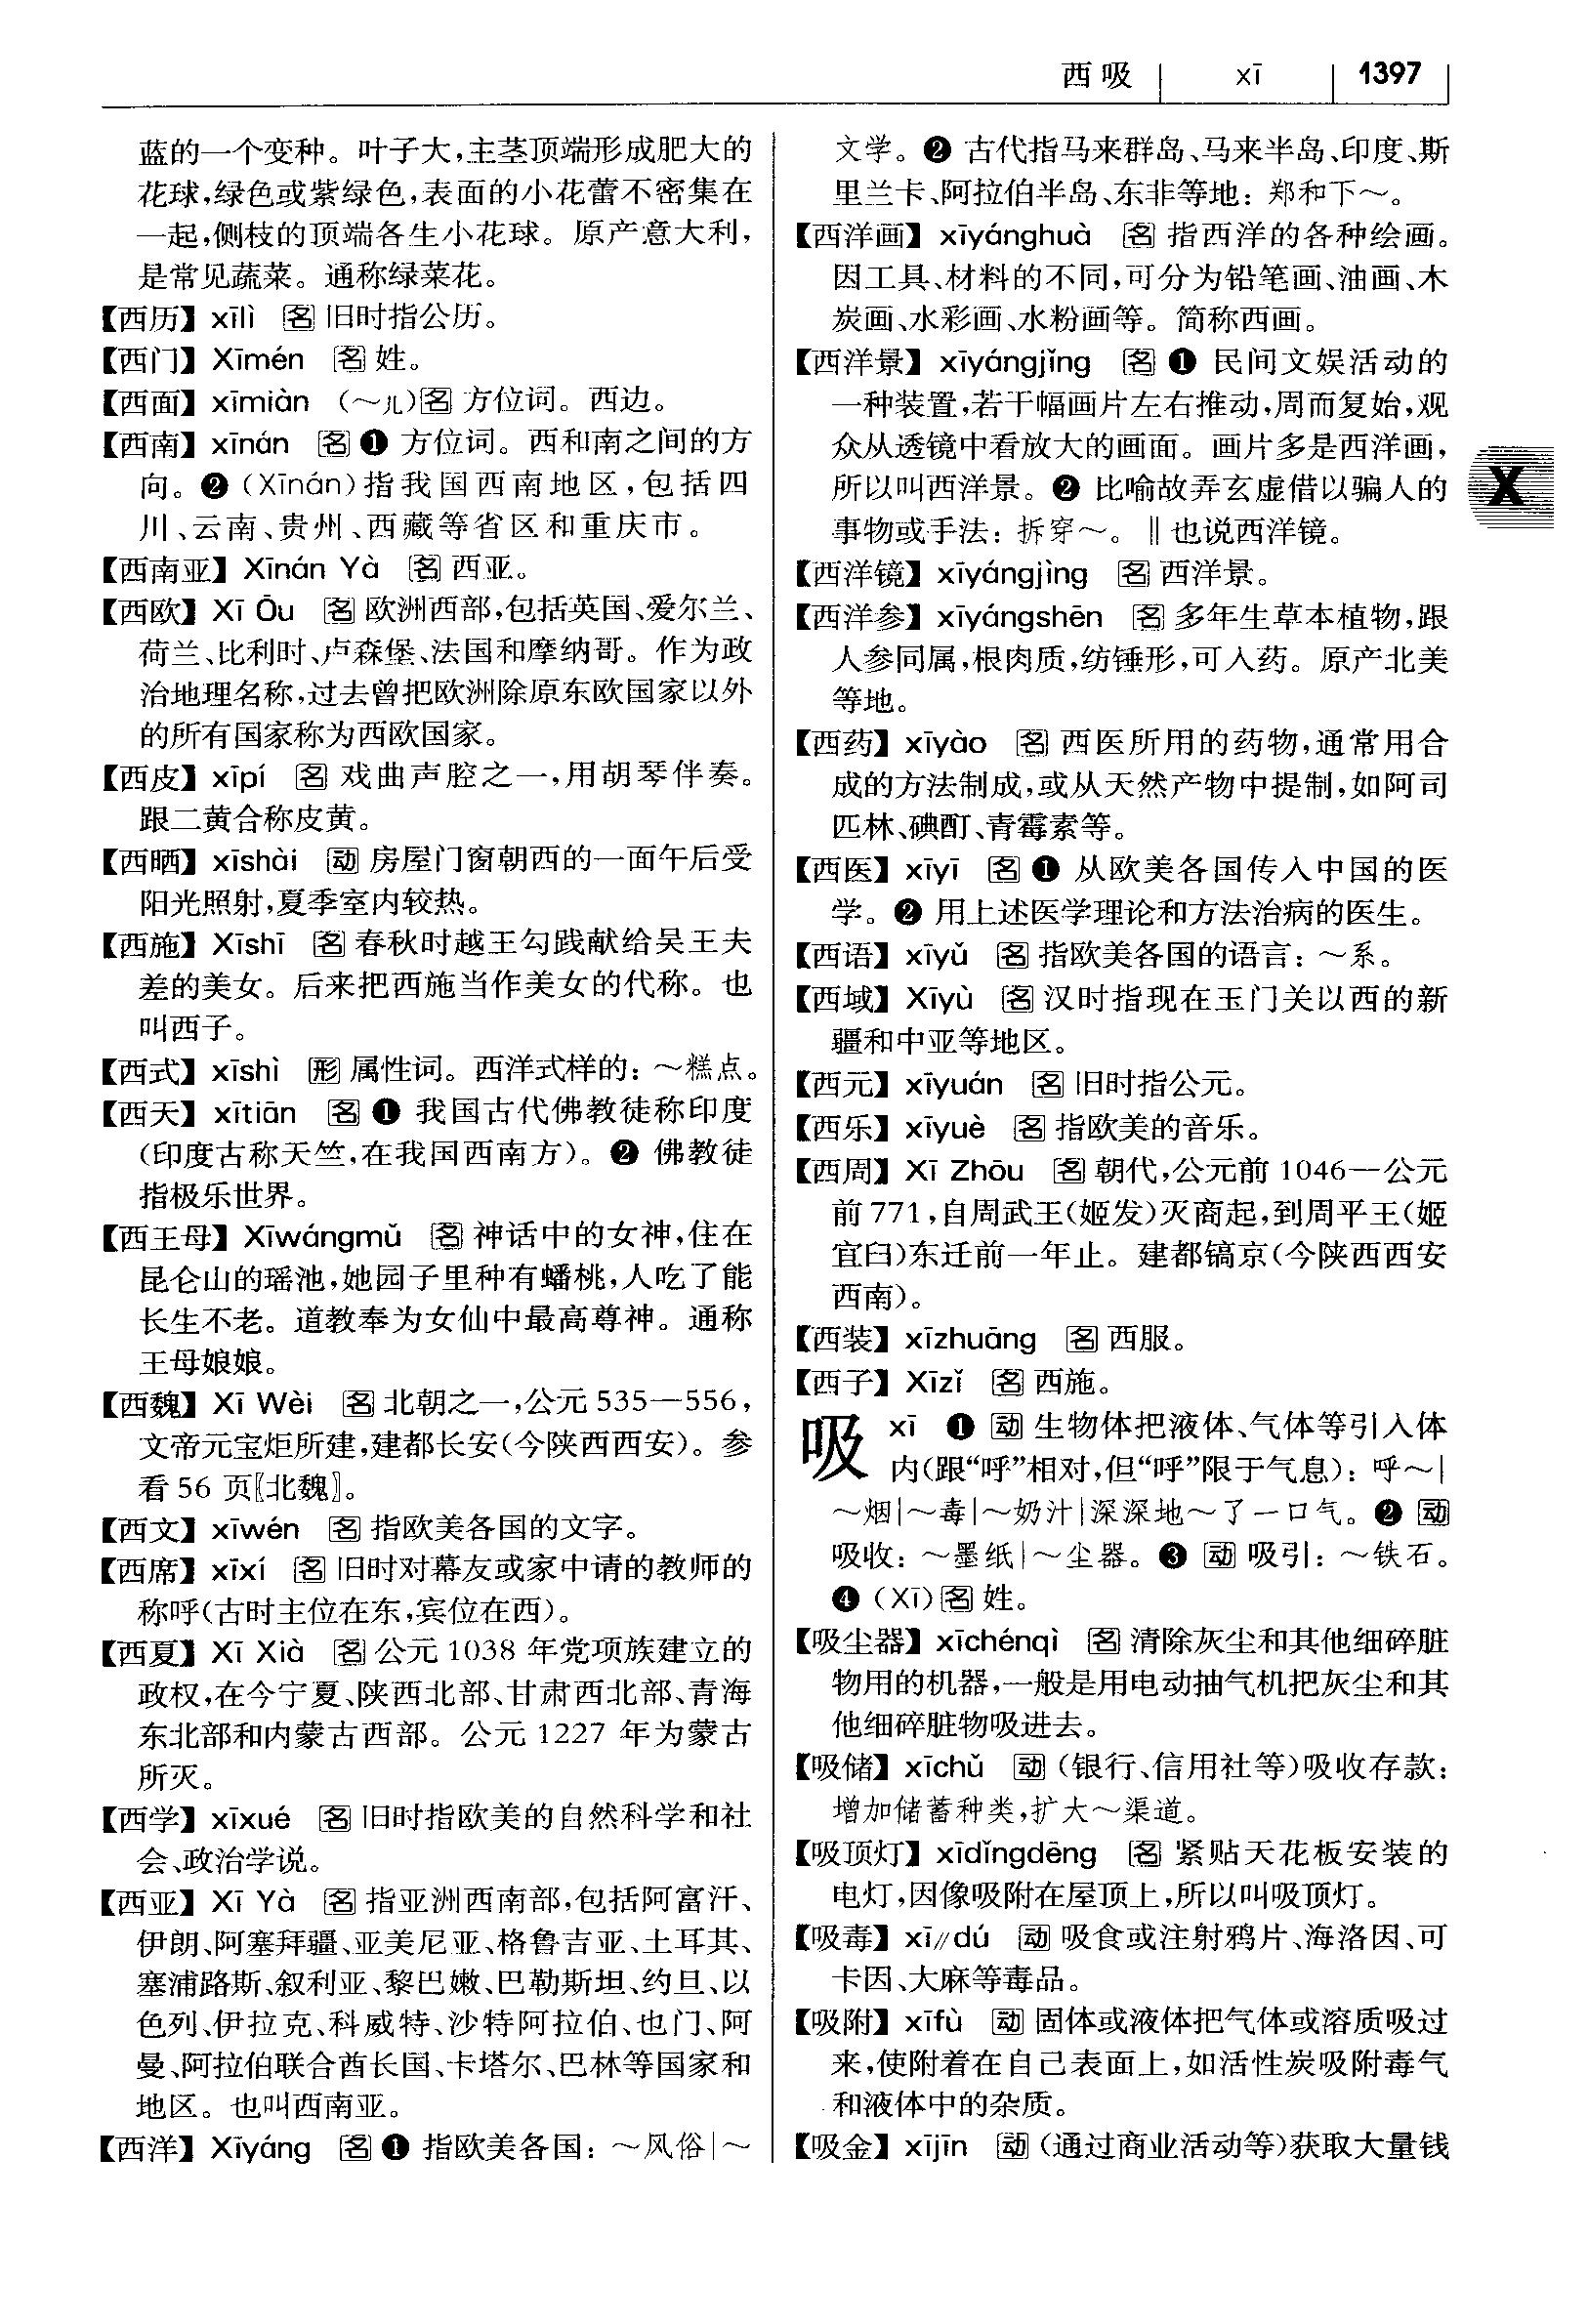 西吸 xī 1397
蓝的一个变种。叶子大,主茎顶端形成肥大的
花球,绿色或紫绿色,表面的小花蕾不密集在
一起,侧枝的顶端各生小花球。原产意大利,
是常见蔬菜。通称绿菜花。
【西历】xīlì 名 旧时指公历。
【西门】Xīmén 名 姓。
【西面】xīmiàn (～儿)名 方位词。西边。
【西南】xīnán 名 ❶ 方位词。西和南之间的方
向。❷ (Xīnán)指我国西南地区,包括四
川、云南、贵州、西藏等省区和重庆市。
【西南亚】Xīnán Yà 名 西亚。
【西欧】Xī Ōu 名 欧洲西部,包括英国、爱尔兰、
荷兰、比利时、卢森堡、法国和摩纳哥。作为政
治地理名称,过去曾把欧洲除原东欧国家以外
的所有国家称为西欧国家。
【西皮】xīpí 名 戏曲声腔之一,用胡琴伴奏。
跟二黄合称皮黄。
【西晒】xīshài 动 房屋门窗朝西的一面午后受
阳光照射,夏季室内较热。
【西施】Xīshī 名 春秋时越王勾践献给吴王夫
差的美女。后来把西施当作美女的代称。也
叫西子。
【西式】xīshì 形 属性词。西洋式样的：～糕点。
【西天】xītiān 名 ❶ 我国古代佛教徒称印度
(印度古称天竺,在我国西南方)。❷ 佛教徒
指极乐世界。
【西王母】Xīwángmǔ 名 神话中的女神,住在
昆仑山的瑶池,她园子里种有蟠桃,人吃了能
长生不老。道教奉为女仙中最高尊神。通称
王母娘娘。
【西魏】Xī Wèi 名 北朝之一,公元 535—556,
文帝元宝炬所建,建都长安(今陕西西安)。参
看 56 页〖北魏〗。
【西文】xīwén 名 指欧美各国的文字。
【西席】xīxí 名 旧时对幕友或家中请的教师的
称呼(古时主位在东,宾位在西)。
【西夏】Xī Xià 名 公元 1038 年党项族建立的
政权,在今宁夏、陕西北部、甘肃西北部、青海
东北部和内蒙古西部。公元 1227 年为蒙古
所灭。
【西学】xīxué 名 旧时指欧美的自然科学和社
会、政治学说。
【西亚】Xī Yà 名 指亚洲西南部,包括阿富汗、
伊朗、阿塞拜疆、亚美尼亚、格鲁吉亚、土耳其、
塞浦路斯、叙利亚、黎巴嫩、巴勒斯坦、约旦、以
色列、伊拉克、科威特、沙特阿拉伯、也门、阿
曼、阿拉伯联合酋长国、卡塔尔、巴林等国家和
地区。也叫西南亚。
【西洋】Xīyáng 名 ❶ 指欧美各国：～风俗|～
文学。❷ 古代指马来群岛、马来半岛、印度、斯
里兰卡、阿拉伯半岛、东非等地：郑和下～。
【西洋画】xīyánghuà 名 指西洋的各种绘画。
因工具、材料的不同,可分为铅笔画、油画、木
炭画、水彩画、水粉画等。简称西画。
【西洋景】xīyángjǐng 名 ❶ 民间文娱活动的
一种装置,若干幅画片左右推动,周而复始,观
众从透镜中看放大的画面。画片多是西洋画,
所以叫西洋景。❷ 比喻故弄玄虚借以骗人的
事物或手法：拆穿～。‖也说西洋镜。
【西洋镜】xīyángjìng 名 西洋景。
【西洋参】xīyángshēn 名 多年生草本植物,跟
人参同属,根肉质,纺锤形,可入药。原产北美
等地。
【西药】xīyào 名 西医所用的药物,通常用合
成的方法制成,或从天然产物中提制,如阿司
匹林、碘酊、青霉素等。
【西医】xīyī 名 ❶ 从欧美各国传入中国的医
学。❷ 用上述医学理论和方法治病的医生。
【西语】xīyǔ 名 指欧美各国的语言：～系。
【西域】Xīyù 名 汉时指现在玉门关以西的新
疆和中亚等地区。
【西元】xīyuán 名 旧时指公元。
【西乐】xīyuè 名 指欧美的音乐。
【西周】Xī Zhōu 名 朝代,公元前 1046—公元
前 771,自周武王(姬发)灭商起,到周平王(姬
宜臼)东迁前一年止。建都镐京(今陕西西安
西南)。
【西装】xīzhuāng 名 西服。
【西子】Xīzǐ 名 西施。
吸 xī ❶ 动 生物体把液体、气体等引入体
内(跟“呼”相对,但“呼”限于气息)：呼～|
～烟|～毒|～奶汁|深深地～了一口气。❷ 动
吸收：～墨纸|～尘器。❸ 动 吸引：～铁石。
❹ (Xī)名 姓。
【吸尘器】xīchénqì 名 清除灰尘和其他细碎脏
物用的机器,一般是用电动抽气机把灰尘和其
他细碎脏物吸进去。
【吸储】xīchǔ 动 (银行、信用社等)吸收存款：
增加储蓄种类,扩大～渠道。
【吸顶灯】xīdǐngdēng 名 紧贴天花板安装的
电灯,因像吸附在屋顶上,所以叫吸顶灯。
【吸毒】xī//dú 动 吸食或注射鸦片、海洛因、可
卡因、大麻等毒品。
【吸附】xīfù 动 固体或液体把气体或溶质吸过
来,使附着在自己表面上,如活性炭吸附毒气
和液体中的杂质。
【吸金】xījīn 动 (通过商业活动等)获取大量钱
X